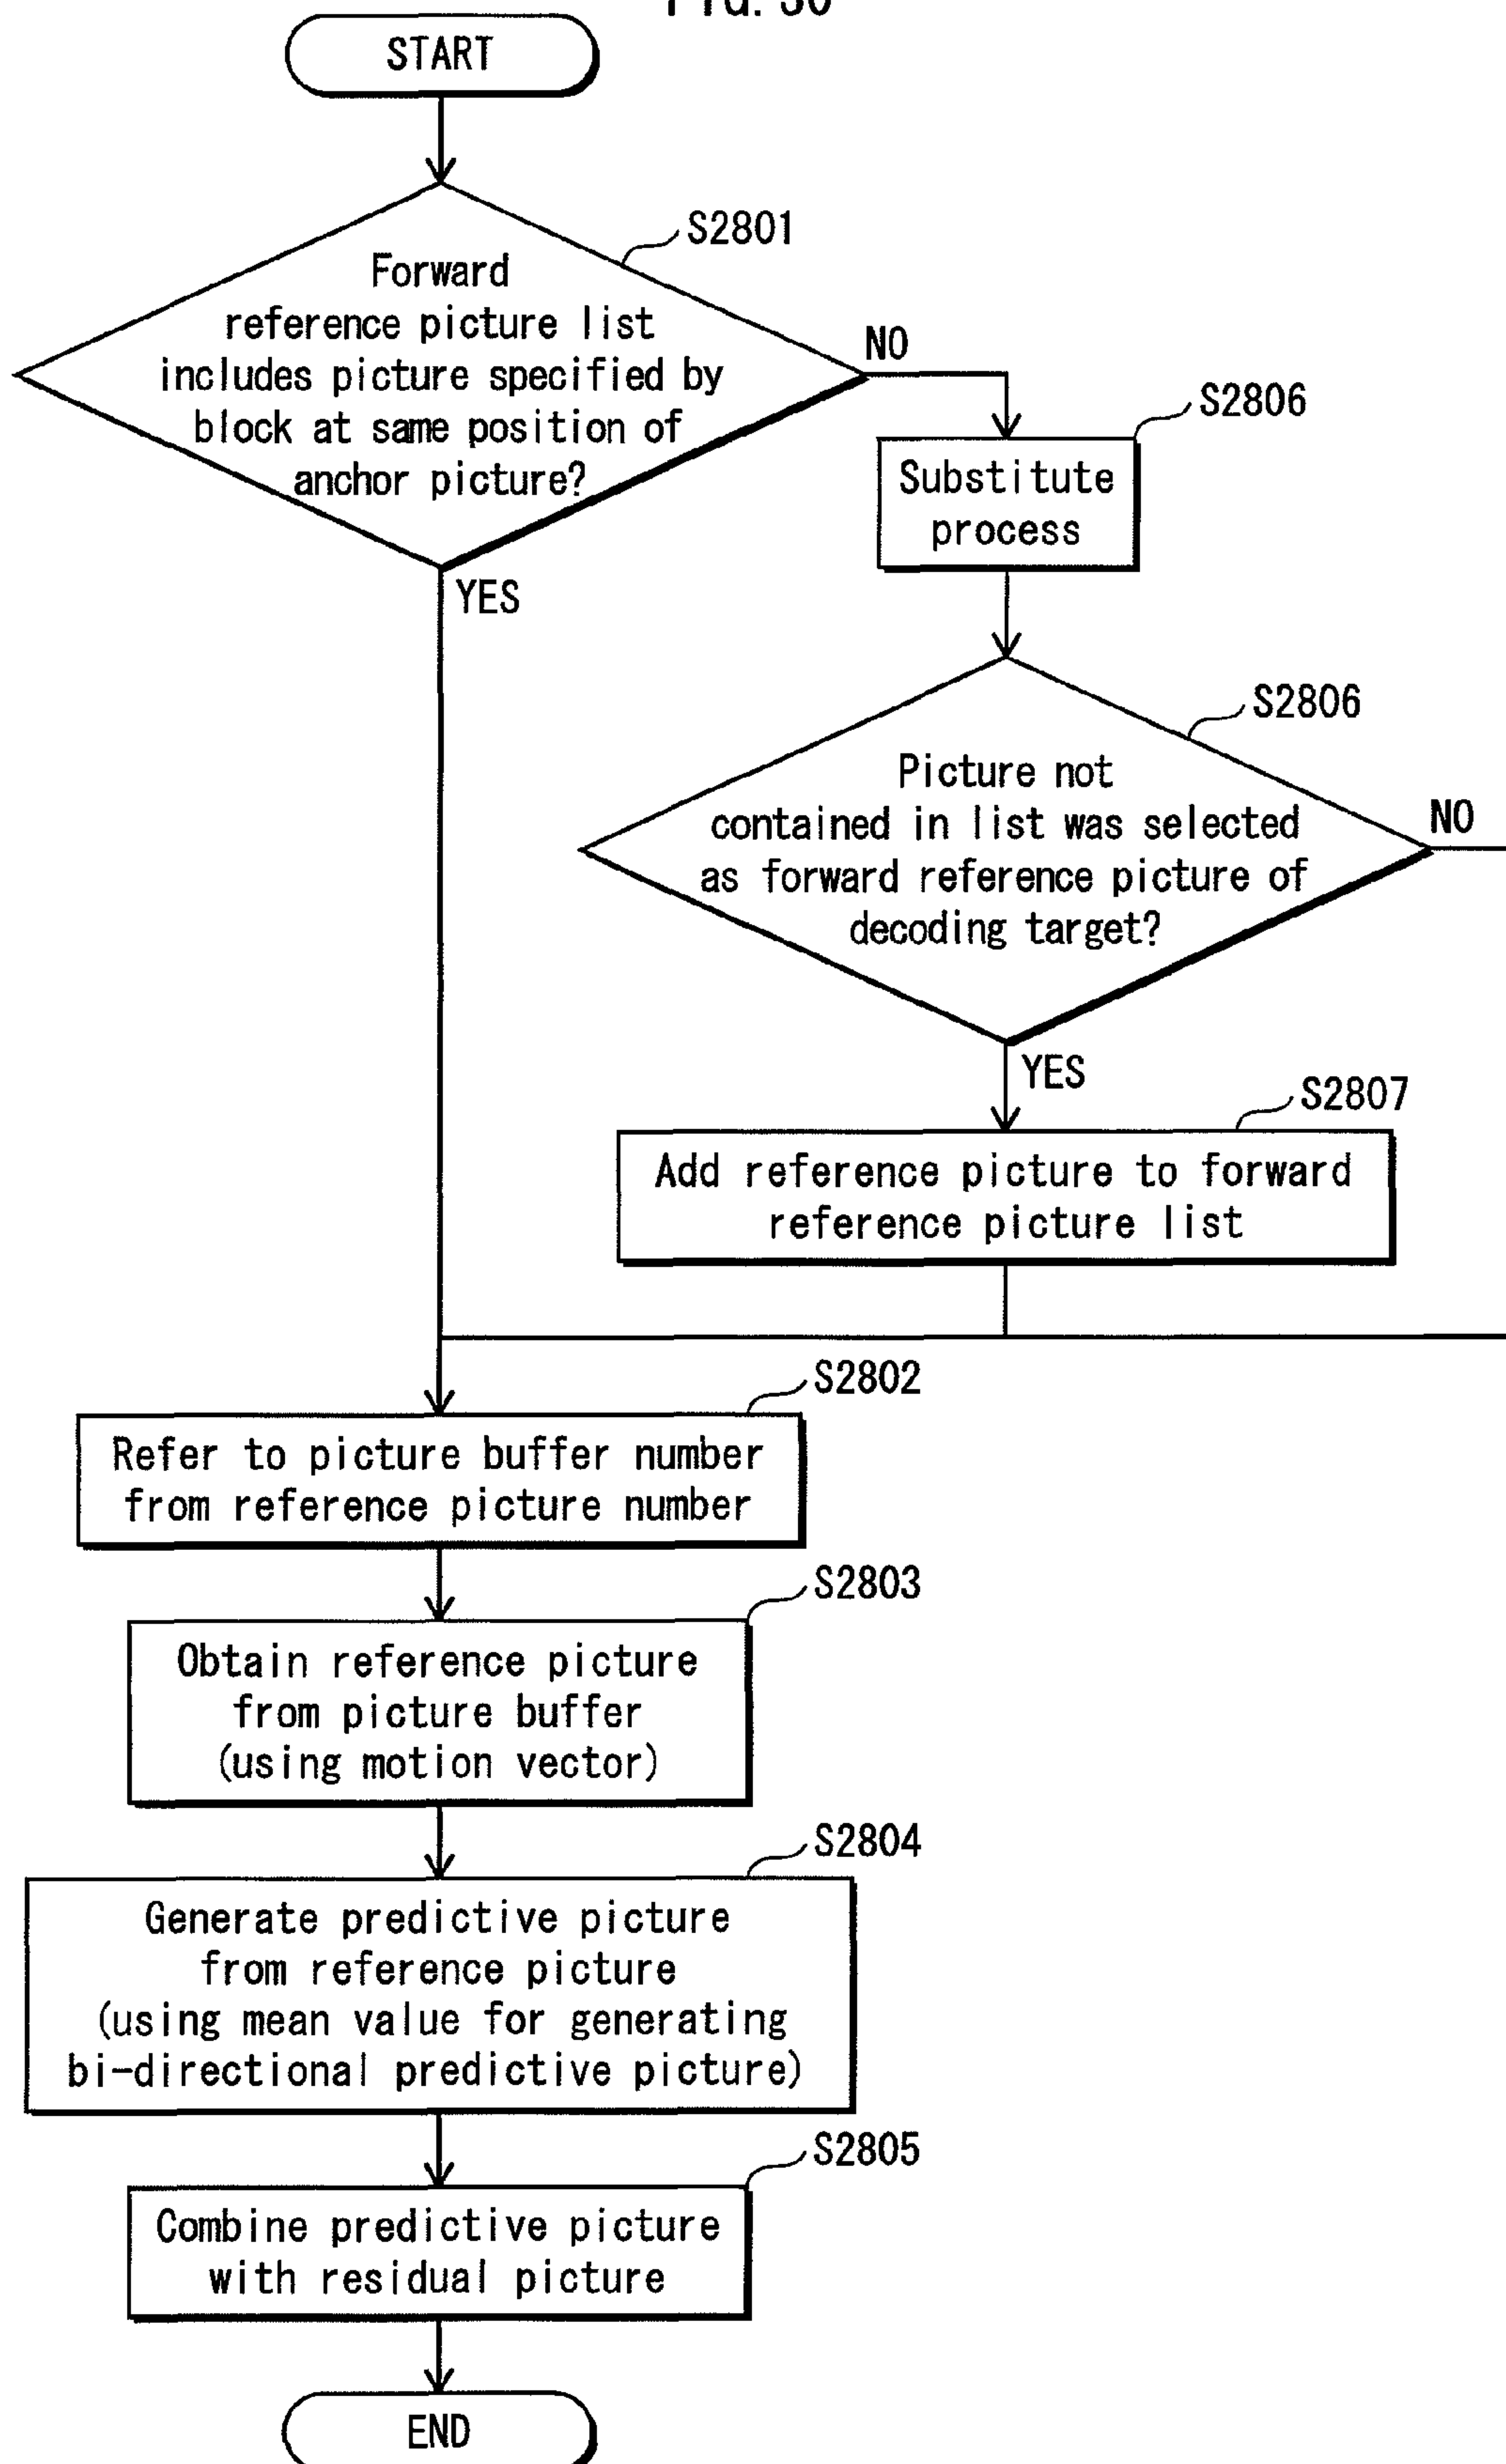 FIG. 30
START
S2801
Forward
reference picture list
includes picture specified by
block at same position of
anchor picture?
NO
YES
S2806
Substitute
process
S2806
Picture not
contained in list was selected
as forward reference picture of
decoding target?
NO
YES
S2807
Add reference picture to forward
reference picture list
S2802
Refer to picture buffer number
from reference picture number
S2803
Obtain reference picture
from picture buffer
(using motion vector)
S2804
Generate predictive picture
from reference picture
(using mean value for generating
bi-directional predictive picture)
S2805
Combine predictive picture
with residual picture
END